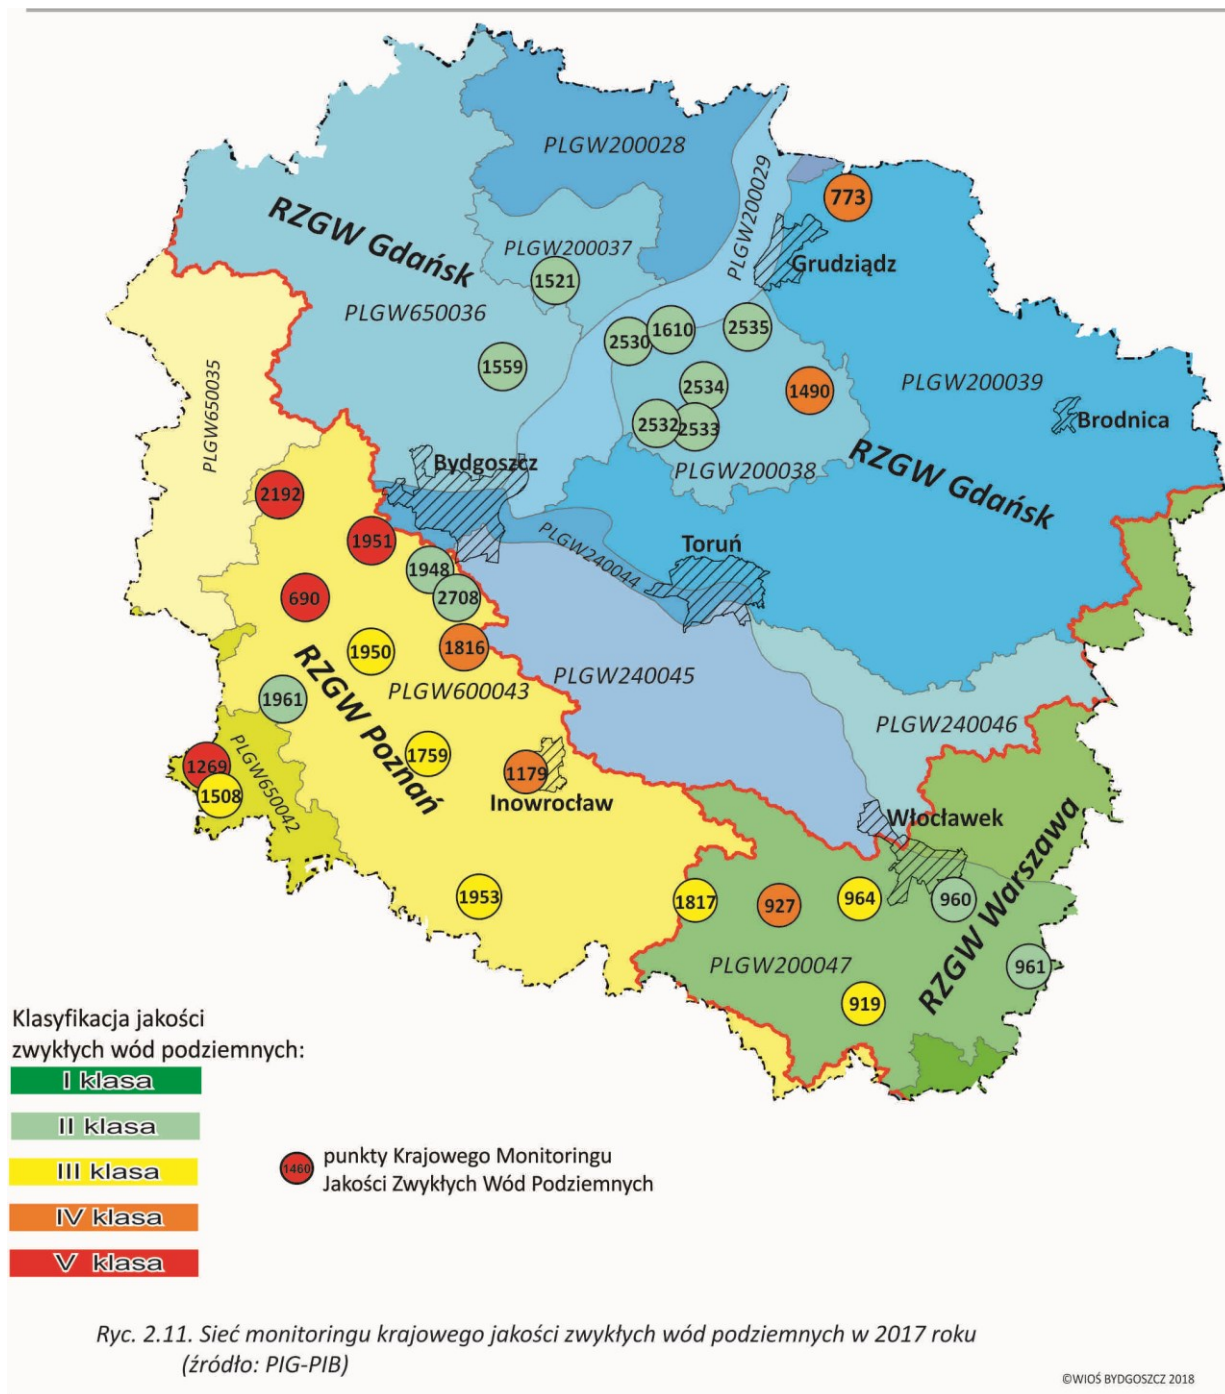 PLGW200028
PLGW200029
773
RZGW Gdańsk
PLGW200037
Grudziądz
1521
PLGW650036
1610
2535
2530
1559
PLGW650035
2534
1490
PLGW200039
2532
2533
Brodnica
Bydgoszcz
PLGW200038
RZGW Gdańsk
2192
1951
Toruń
PLGW240044
1948
690
2708
1950
1816
PLGW600043
PLGW240045
1961
RZGW Poznań
PLGW240046
PLGW650042
1269
1759
1179
1508
Inowrocław
Włocławek
RZGW Warszawa
1953
1817
927
964
960
PLGW200047
961
919
Klasyfikacja jakości
zwykłych wód podziemnych:
I klasa
II klasa
III klasa
IV klasa
V klasa
1460
punkty Krajowego Monitoringu
Jakości Zwykłych Wód Podziemnych
Ryc. 2.11. Sieć monitoringu krajowego jakości zwykłych wód podziemnych w 2017 roku
(źródło: PIG-PIB)
©WIOŚ BYDGOSZCZ 2018